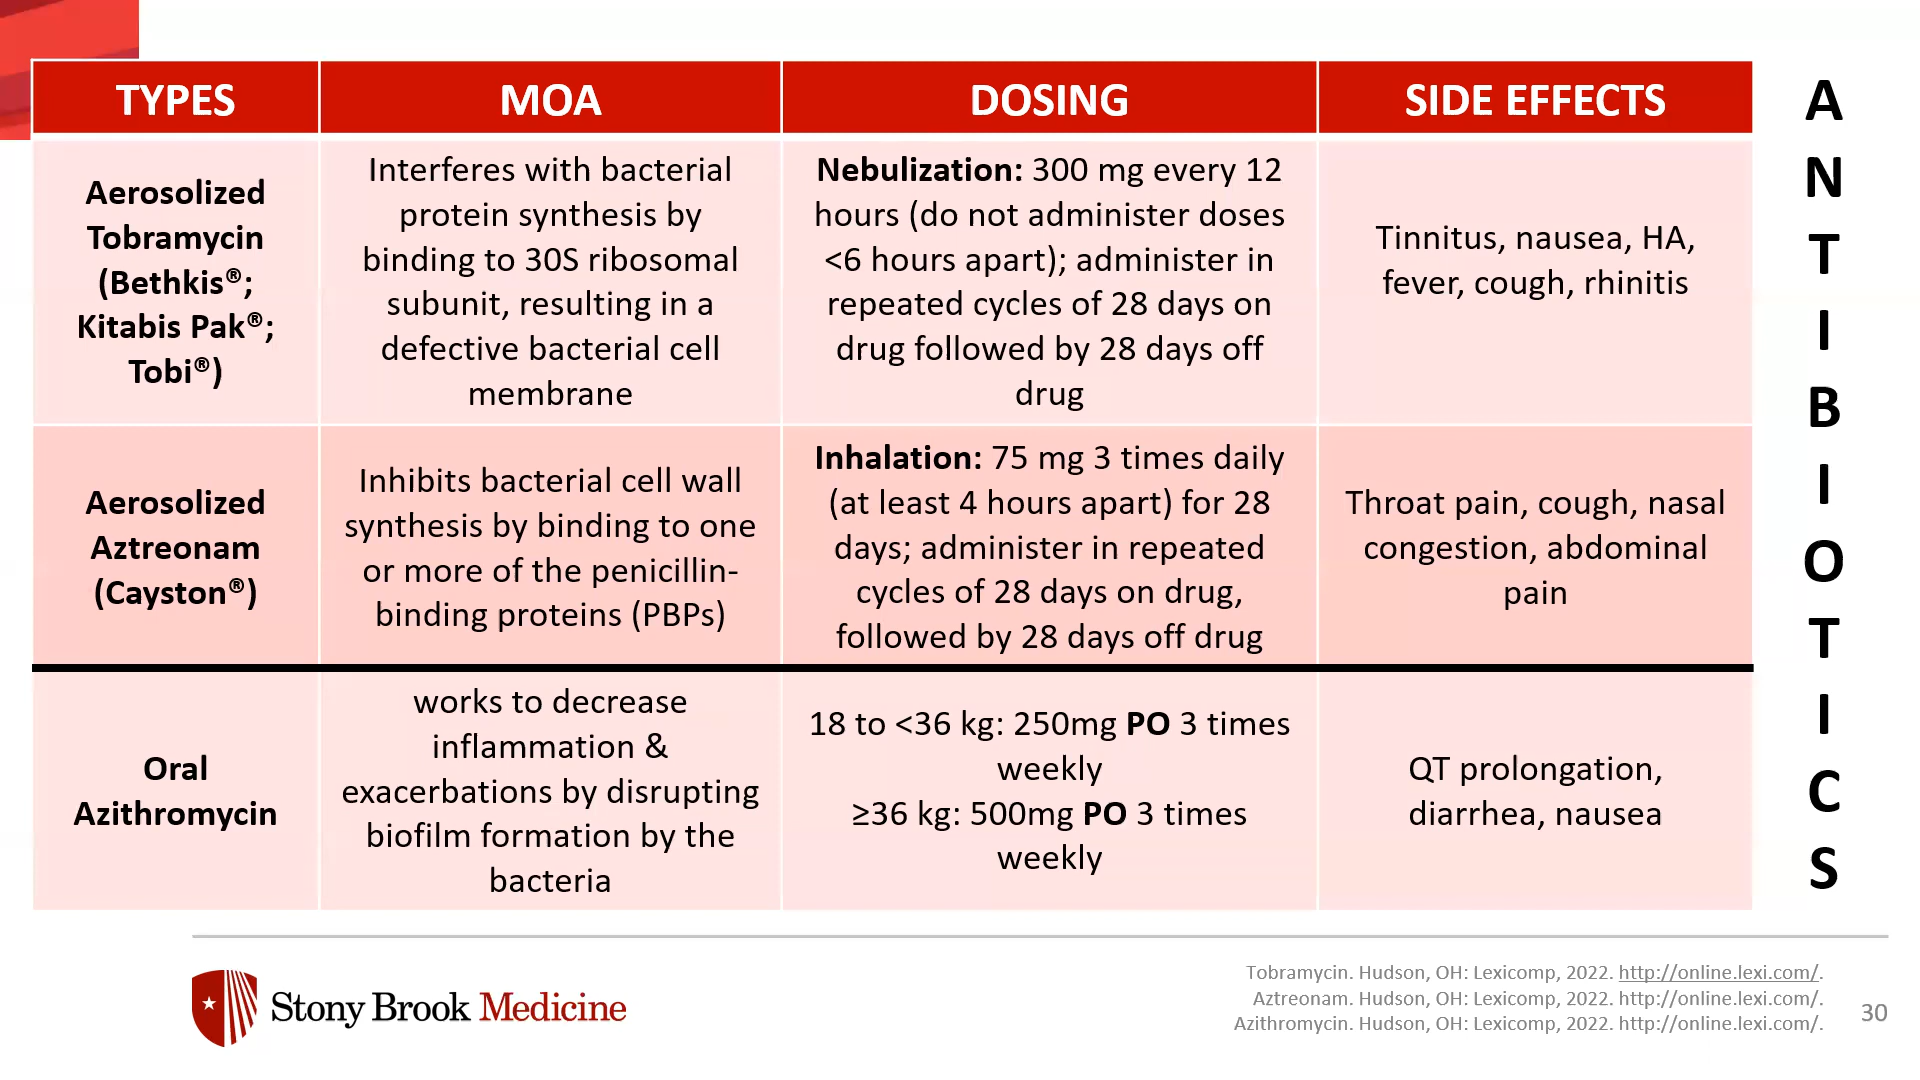 TYPES
MOA
DOSING
SIDE EFFECTS
Aerosolized
Tobramycin
(Bethkis®;
Kitabis Pak®;
Tobi®)
Interferes with bacterial
protein synthesis by
binding to 30S ribosomal
subunit, resulting in a
defective bacterial cell
membrane
Nebulization: 300 mg every 12
hours (do not administer doses
<6 hours apart); administer in
repeated cycles of 28 days on
drug followed by 28 days off
drug
Tinnitus, nausea, HA,
fever, cough, rhinitis
Aerosolized
Aztreonam
(Cayston®)
Inhibits bacterial cell wall
synthesis by binding to one
or more of the penicillin-
binding proteins (PBPs)
Inhalation: 75 mg 3 times daily
(at least 4 hours apart) for 28
days; administer in repeated
cycles of 28 days on drug,
followed by 28 days off drug
Throat pain, cough, nasal
congestion, abdominal
pain
Oral
Azithromycin
works to decrease
inflammation &
exacerbations by disrupting
biofilm formation by the
bacteria
18 to <36 kg: 250mg PO 3 times
weekly
≥36 kg: 500mg PO 3 times
weekly
QT prolongation,
diarrhea, nausea
A
N
T
I
B
I
O
T
I
C
S
Stony Brook Medicine
Tobramycin. Hudson, OH: Lexicomp, 2022. http://online.lexi.com/.
Aztreonam. Hudson, OH: Lexicomp, 2022. http://online.lexi.com/.
Azithromycin. Hudson, OH: Lexicomp, 2022. http://online.lexi.com/.
30